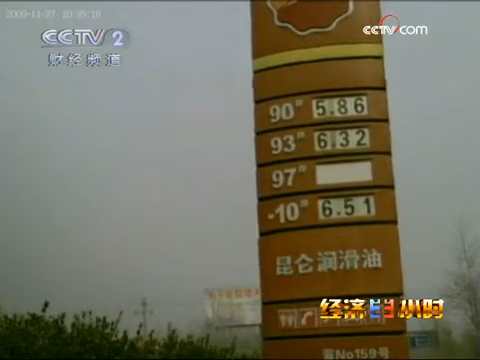 2009-11-27 10:35:18
CCTV 2
财经频道
CCTV.com
90# 5.86
93# 6.32
97#
-10# 6.51
昆仑润滑油
经济半小时
No159号